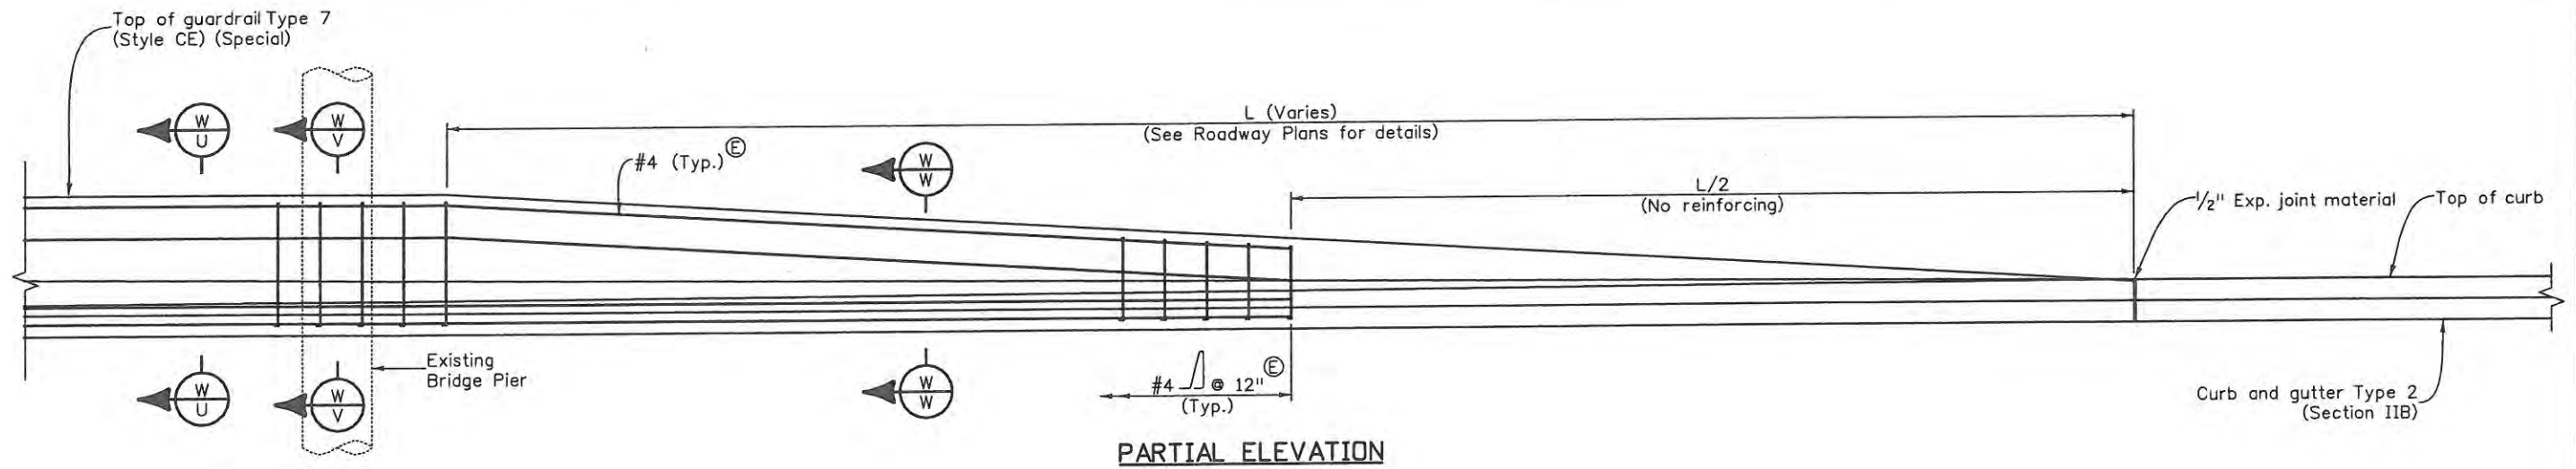 Top of guardrail Type 7
(Style CE) (Special)
W
U
W
V
#4 (Typ.) Ⓔ
W
W
L (Varies)
(See Roadway Plans for details)
L/2
(No reinforcing)
1/2" Exp. joint material
Top of curb
Existing
Bridge Pier
W
U
W
V
W
W
#4 @ 12" Ⓔ
(Typ.)
Curb and gutter Type 2
(Section IIB)
PARTIAL ELEVATION